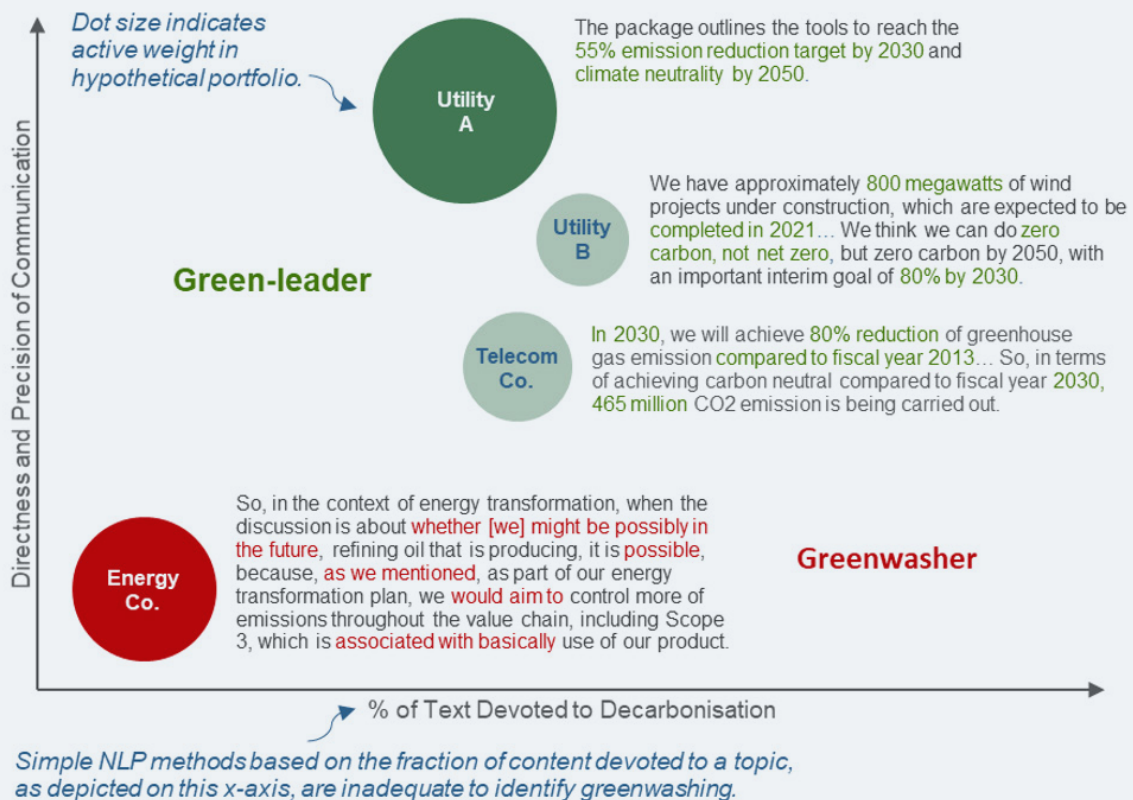 Dot size indicates
active weight in
hypothetical portfolio.
The package outlines the tools to reach the
55% emission reduction target by 2030 and
climate neutrality by 2050.
Utility
A
We have approximately 800 megawatts of wind
projects under construction, which are expected to be
completed in 2021... We think we can do zero
carbon, not net zero, but zero carbon by 2050, with
an important interim goal of 80% by 2030.
Utility
B
Green-leader
In 2030, we will achieve 80% reduction of greenhouse
gas emission compared to fiscal year 2013... So, in terms
of achieving carbon neutral compared to fiscal year 2030,
465 million CO2 emission is being carried out.
Telecom
Co.
Directness and Precision of Communication
So, in the context of energy transformation, when the
discussion is about whether [we] might be possibly in
the future, refining oil that is producing, it is possible,
because, as we mentioned, as part of our energy
transformation plan, we would aim to control more of
emissions throughout the value chain, including Scope
3, which is associated with basically use of our product.
Energy
Co.
Greenwasher
% of Text Devoted to Decarbonisation
Simple NLP methods based on the fraction of content devoted to a topic,
as depicted on this x-axis, are inadequate to identify greenwashing.